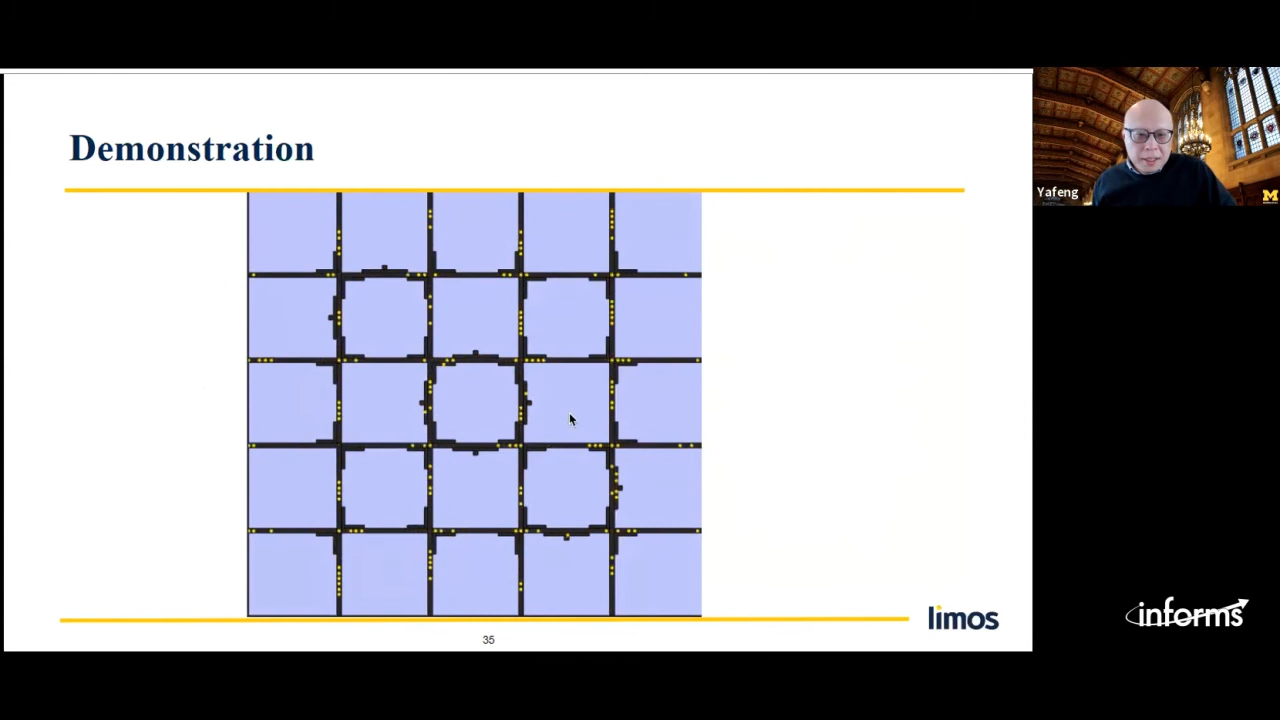 Demonstration
Yafeng
M
limos
informs
35